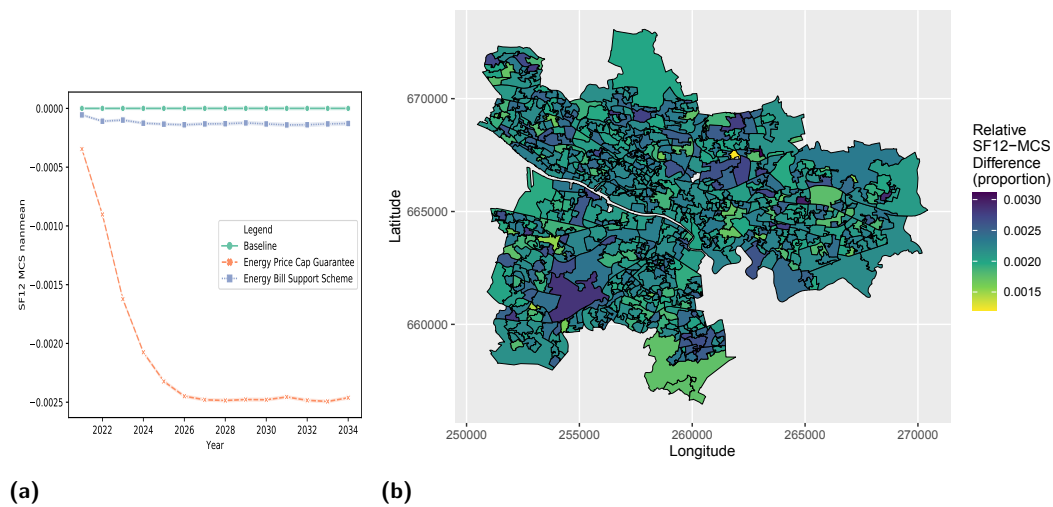 0.0000
−0.0005
−0.0010
−0.0015
−0.0020
−0.0025
SF12 MCS nanmean
2022
2024
2026
2028
2030
2032
2034
Year
Legend
Baseline
Energy Price Cap Guarantee
Energy Bill Support Scheme
(a)
670000
665000
660000
Latitude
250000
255000
260000
265000
270000
Longitude
Relative
SF12−MCS
Difference
(proportion)
0.0030
0.0025
0.0020
0.0015
(b)